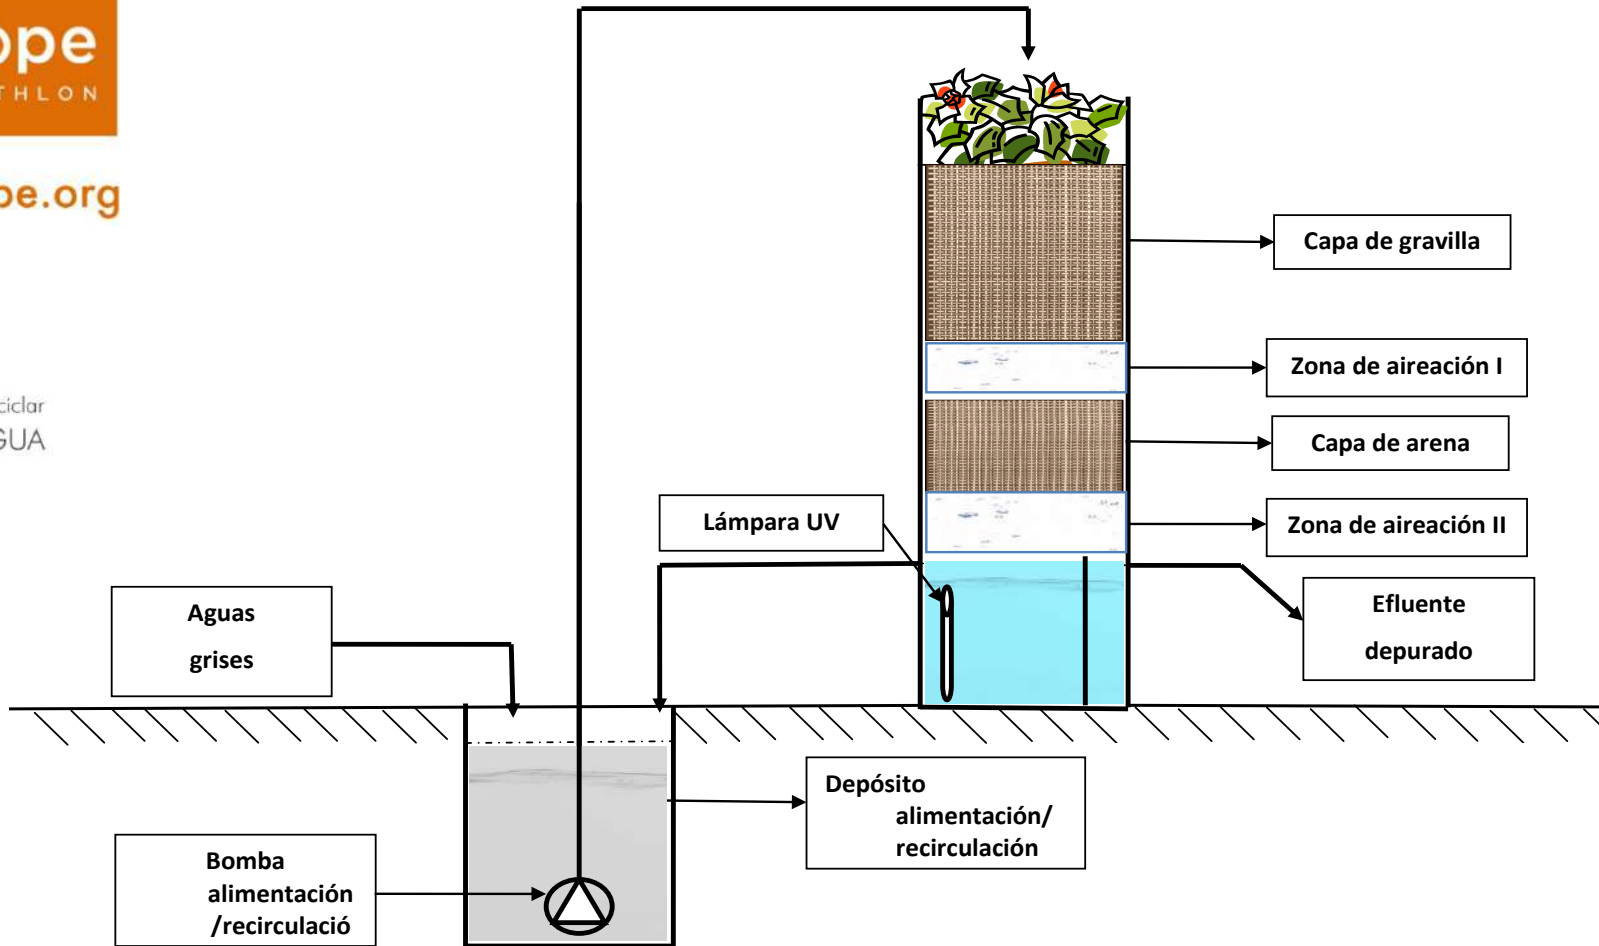 ope
THLON
pe.org
ciclar
GUA
Capa de gravilla
Zona de aireación I
Capa de arena
Zona de aireación II
Lámpara UV
Efluente
depurado
Aguas
grises
Depósito
alimentación/
recirculación
Bomba
alimentación
/recirculació